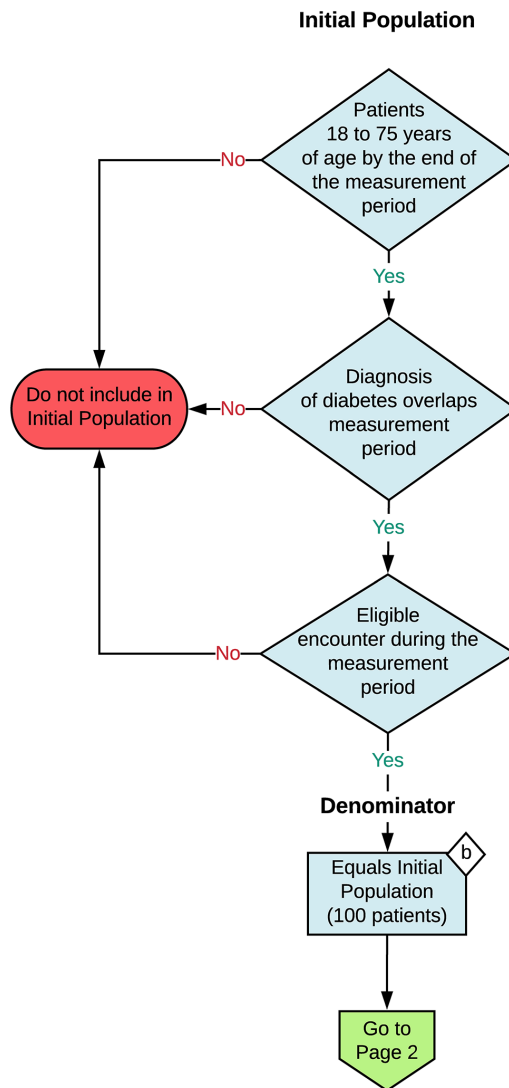 Initial Population
Patients
18 to 75 years
of age by the end of
the measurement
period
No
Yes
Do not include in
Initial Population
No
Diagnosis
of diabetes overlaps
measurement
period
Yes
Eligible
encounter during the
measurement
period
No
Yes
Denominator
b
Equals Initial
Population
(100 patients)
Go to
Page 2